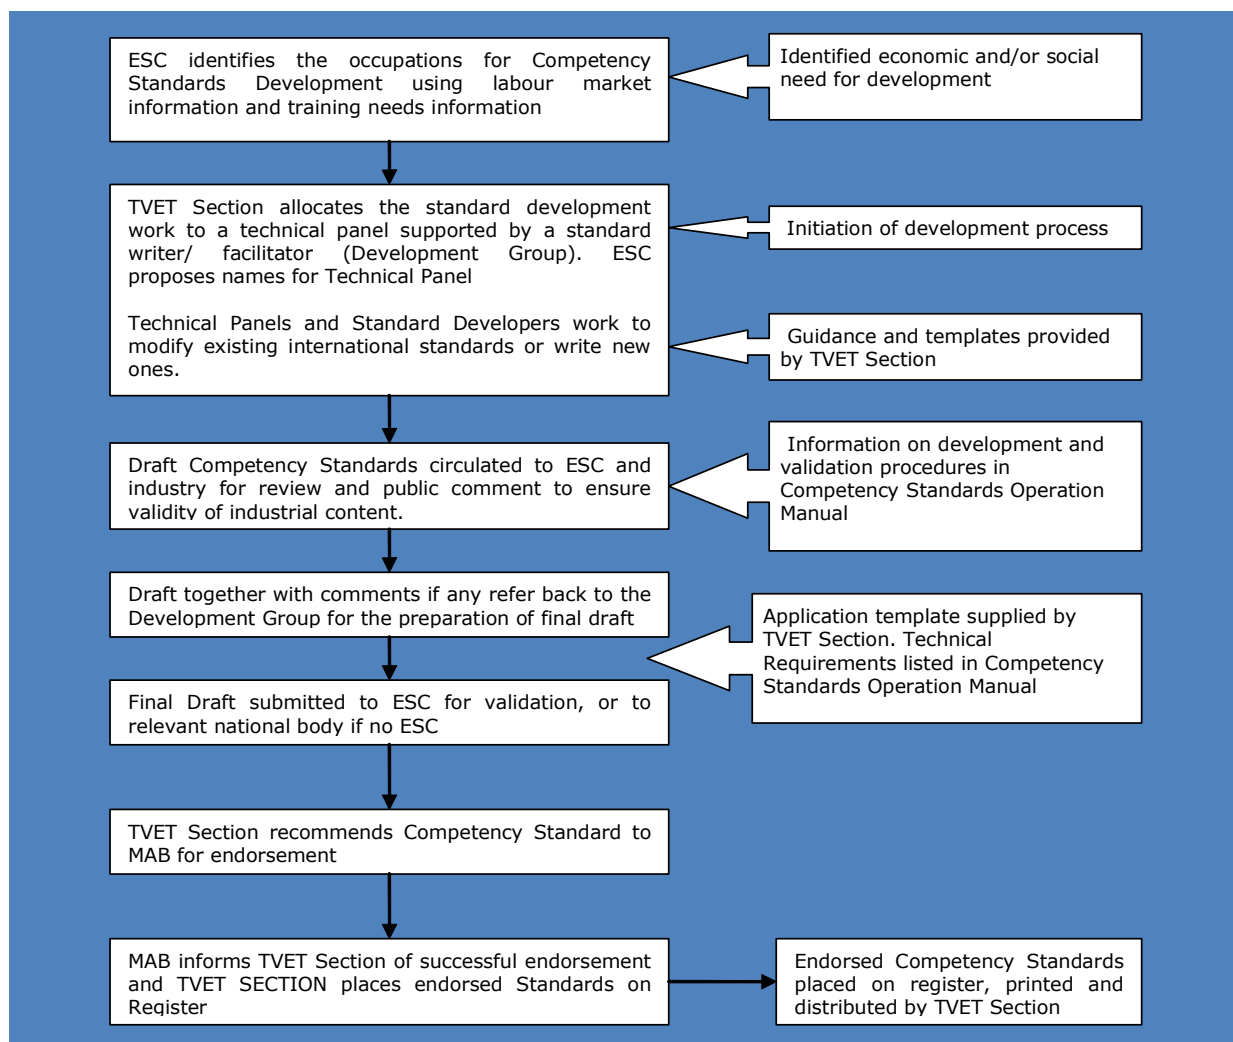 ESC identifies the occupations for Competency
Standards Development using labour market
information and training needs information
Identified economic and/or social
need for development
TVET Section allocates the standard development
work to a technical panel supported by a standard
writer/ facilitator (Development Group). ESC
proposes names for Technical Panel
Technical Panels and Standard Developers work to
modify existing international standards or write new
ones.
Initiation of development process
Guidance and templates provided
by TVET Section
Draft Competency Standards circulated to ESC and
industry for review and public comment to ensure
validity of industrial content.
Information on development and
validation procedures in
Competency Standards Operation
Manual
Draft together with comments if any refer back to the
Development Group for the preparation of final draft
Application template supplied by
TVET Section. Technical
Requirements listed in Competency
Standards Operation Manual
Final Draft submitted to ESC for validation, or to
relevant national body if no ESC
TVET Section recommends Competency Standard to
MAB for endorsement
MAB informs TVET Section of successful endorsement
and TVET SECTION places endorsed Standards on
Register
Endorsed Competency Standards
placed on register, printed and
distributed by TVET Section